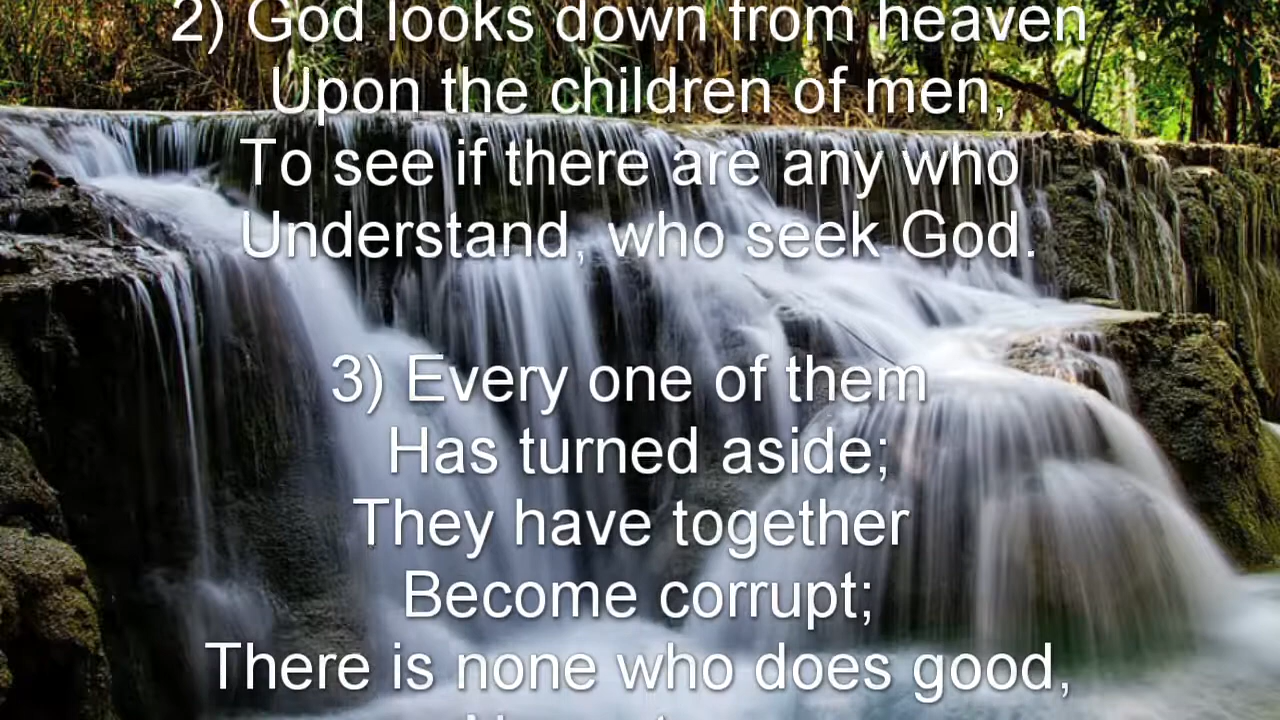 2) God looks down from heaven
Upon the children of men,
To see if there are any who
Understand, who seek God.
3) Every one of them
Has turned aside;
They have together
Become corrupt;
There is none who does good,